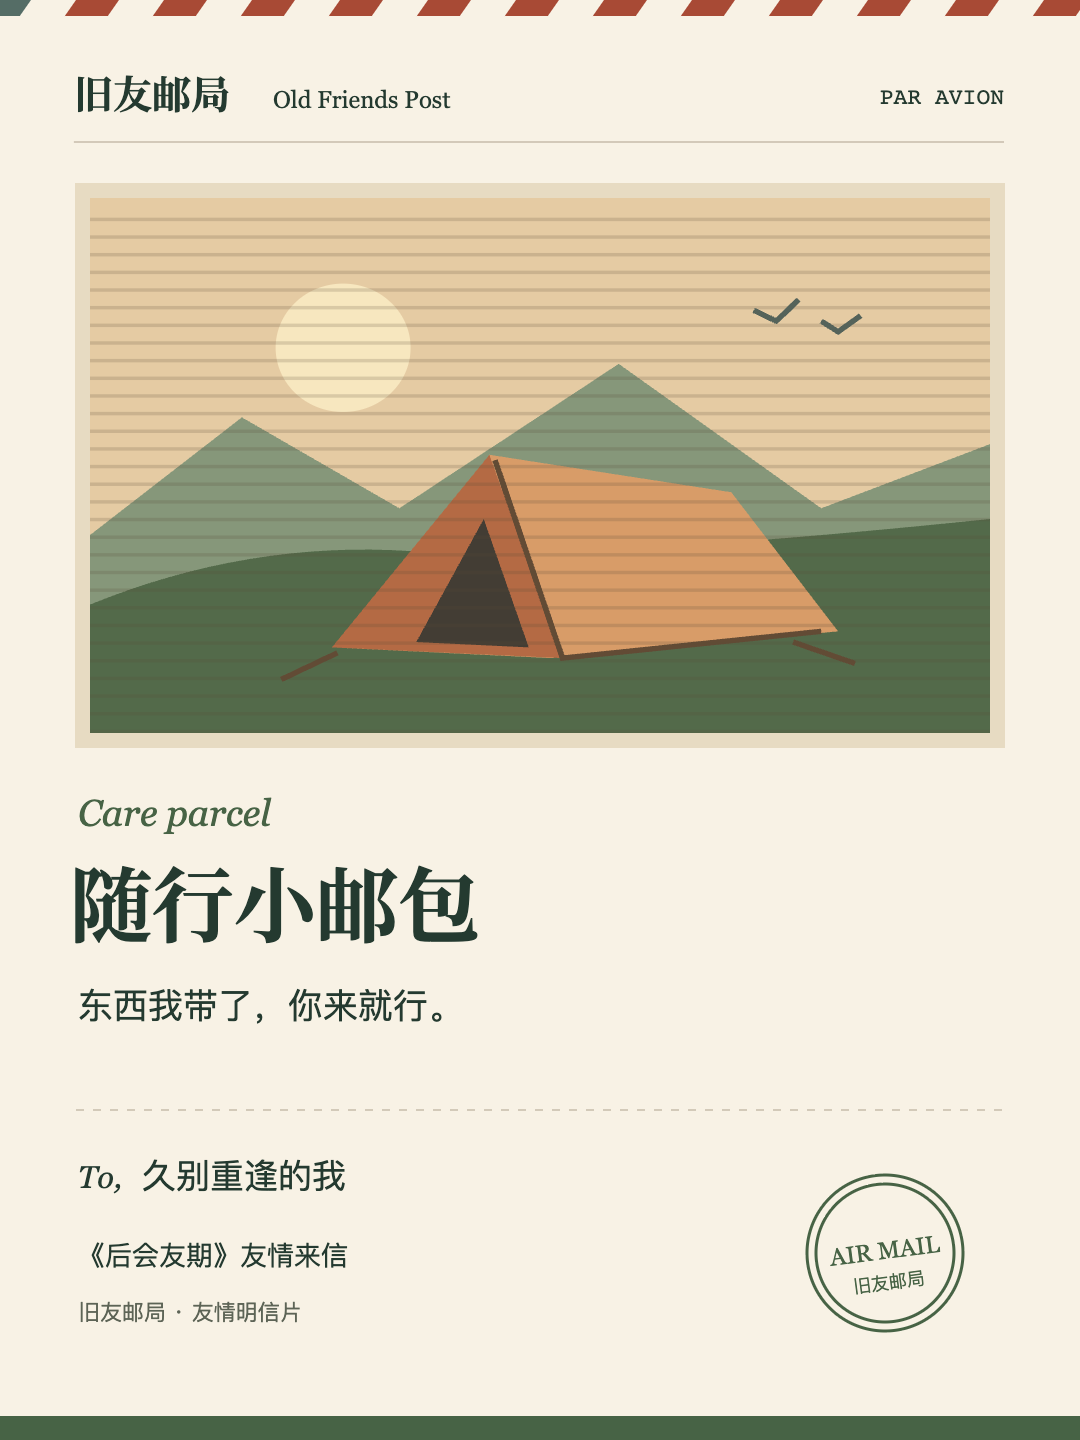 旧友邮局 Old Friends Post PAR AVION
Care parcel
随行小邮包
东西我带了，你来就行。
To, 久别重逢的我
《后会友期》友情来信
旧友邮局 · 友情明信片
AIR MAIL
旧友邮局